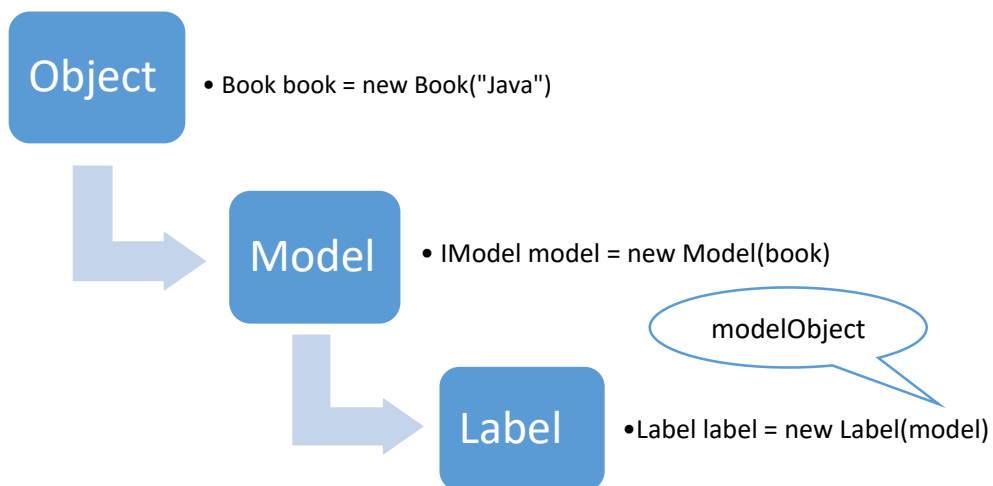 Object
• Book book = new Book("Java")
Model
• IModel model = new Model(book)
modelObject
Label
•Label label = new Label(model)